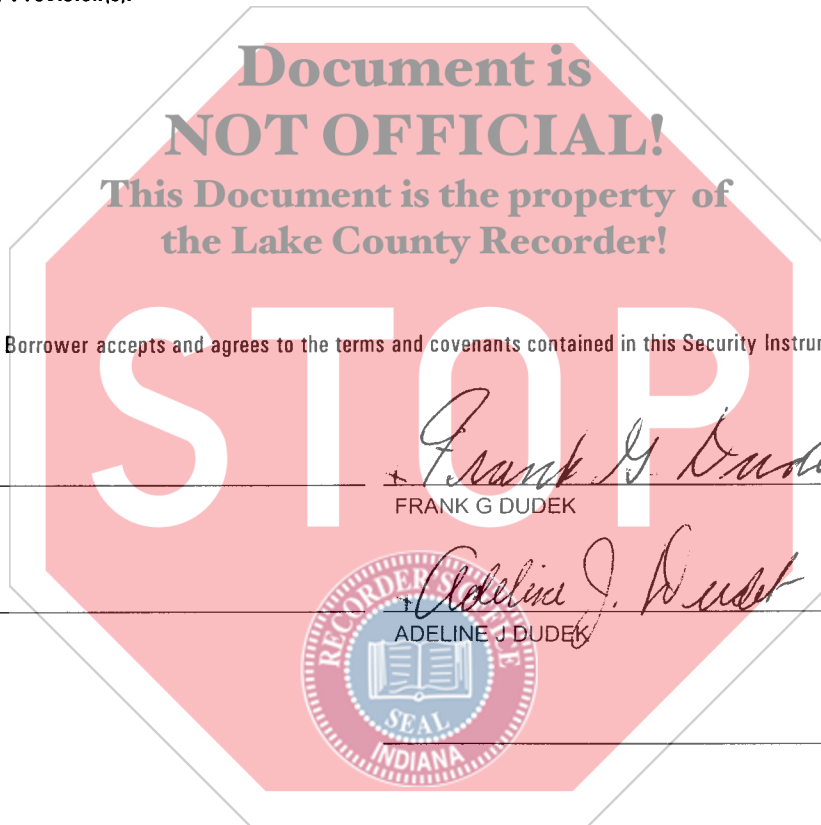 Document is
NOT OFFICIAL!
This Document is the property of
the Lake County Recorder!
STOP
Borrower accepts and agrees to the terms and covenants contained in this Security
Frank G
FRANK G DUDEK
Adeline J. Dudek
ADELINE J DUDEK
RECORDER'S OFFICE
SEAL
INDIANA